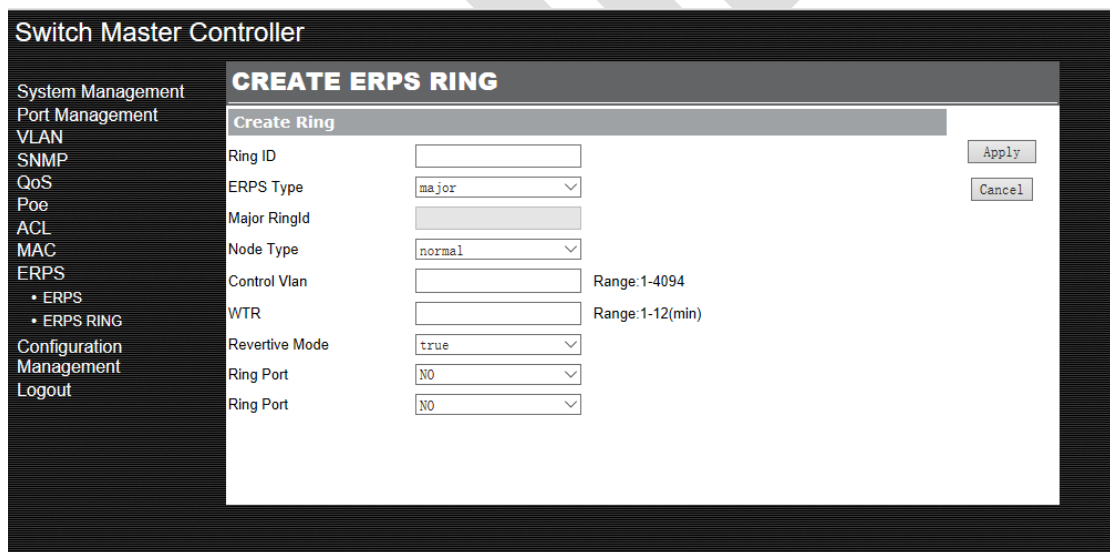 Switch Master Controller
System Management
Port Management
VLAN
SNMP
QoS
Poe
ACL
MAC
ERPS
• ERPS
• ERPS RING
Configuration
Management
Logout
CREATE ERPS RING
Create Ring
Ring ID
ERPS Type major
Major RingId
Node Type normal
Control Vlan Range:1-4094
WTR Range:1-12(min)
Revertive Mode true
Ring Port NO
Ring Port NO
Apply
Cancel